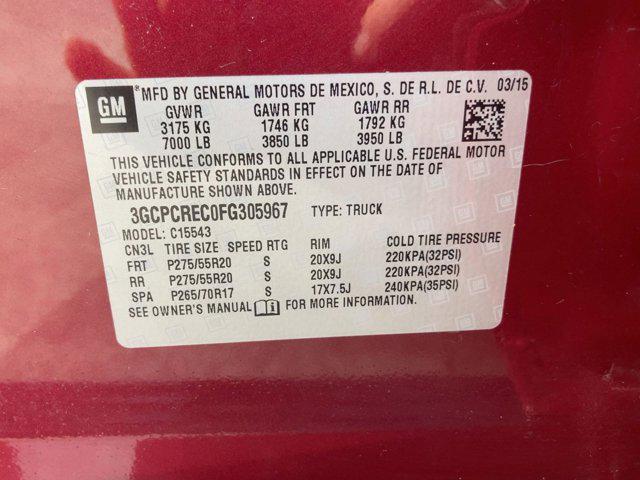 GM MFD BY GENERAL MOTORS DE MEXICO, S. DE R.L. DE C.V. 03/15
GVWR GAWR FRT GAWR RR
3175 KG 1746 KG 1792 KG
7000 LB 3850 LB 3950 LB
THIS VEHICLE CONFORMS TO ALL APPLICABLE U.S. FEDERAL MOTOR
VEHICLE SAFETY STANDARDS IN EFFECT ON THE DATE OF
MANUFACTURE SHOWN ABOVE.
3GCPCREC0FG305967 TYPE: TRUCK
MODEL: C15543
CN3L TIRE SIZE SPEED RTG RIM COLD TIRE PRESSURE
FRT P275/55R20 S 20X9J 220KPA(32PSI)
RR P275/55R20 S 20X9J 220KPA(32PSI)
SPA P265/70R17 S 17X7.5J 240KPA(35PSI)
SEE OWNER'S MANUAL FOR MORE INFORMATION.